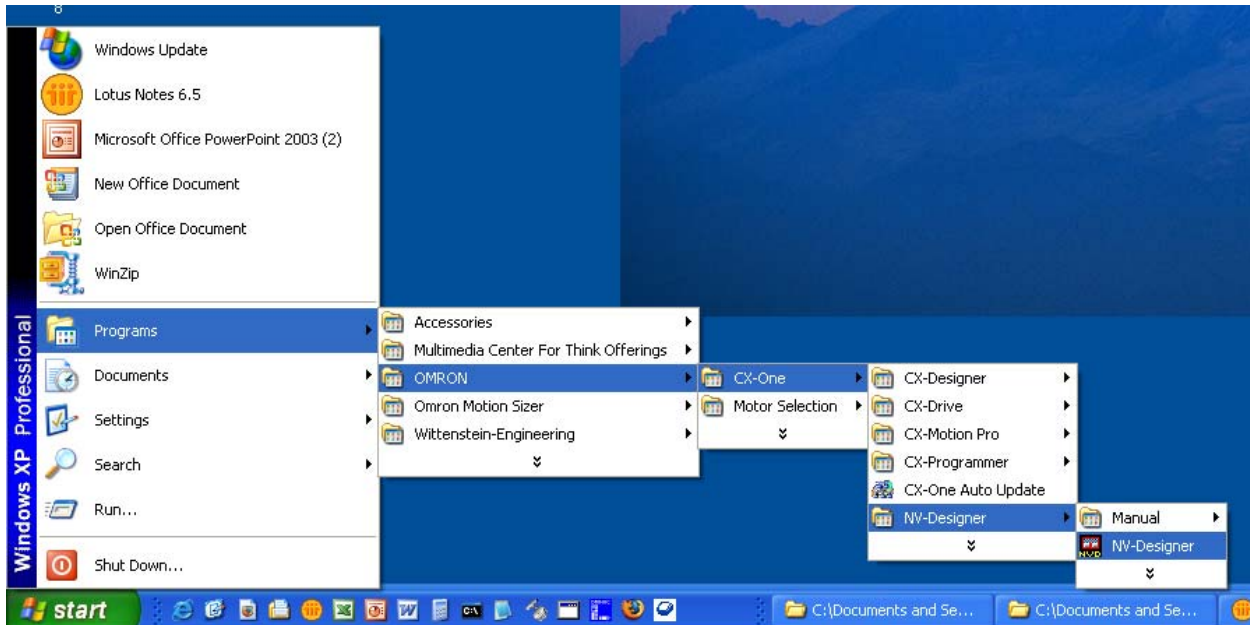 8
Windows Update
Lotus Notes 6.5
Microsoft Office PowerPoint 2003 (2)
New Office Document
Open Office Document
WinZip
Programs
Documents
Settings
Search
Run...
Shut Down...
Windows XP Professional
Accessories
Multimedia Center For Think Offerings
OMRON
Omron Motion Sizer
Wittenstein-Engineering
CX-One
Motor Selection
CX-Designer
CX-Drive
CX-Motion Pro
CX-Programmer
CX-One Auto Update
NV-Designer
Manual
NVD
NV-Designer
start
C:\Documents and Se...
C:\Documents and Se...